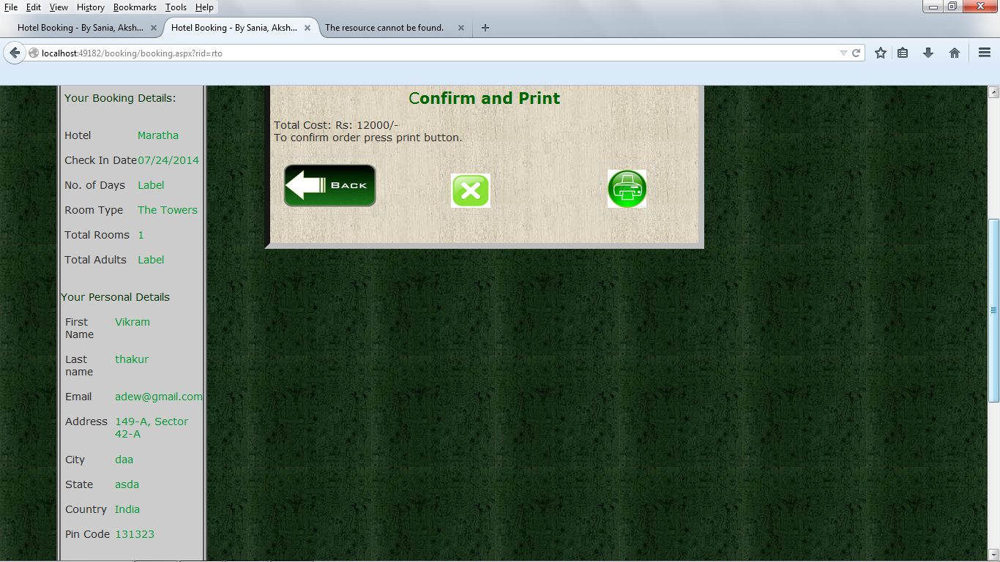 File Edit View History Bookmarks Tools Help
Hotel Booking - By Sania, Aksh... Hotel Booking - By Sania, Aksh... The resource cannot be found.
localhost:49182/booking/booking.aspx?rid=rto
Your Booking Details:
Hotel Maratha
Check In Date 07/24/2014
No. of Days Label
Room Type The Towers
Total Rooms 1
Total Adults Label
Your Personal Details
First Name Vikram
Last name thakur
Email adew@gmail.com
Address 149-A, Sector
42-A
City daa
State asda
Country India
Pin Code 131323
Confirm and Print
Total Cost: Rs: 12000/-
To confirm order press print button.
BACK